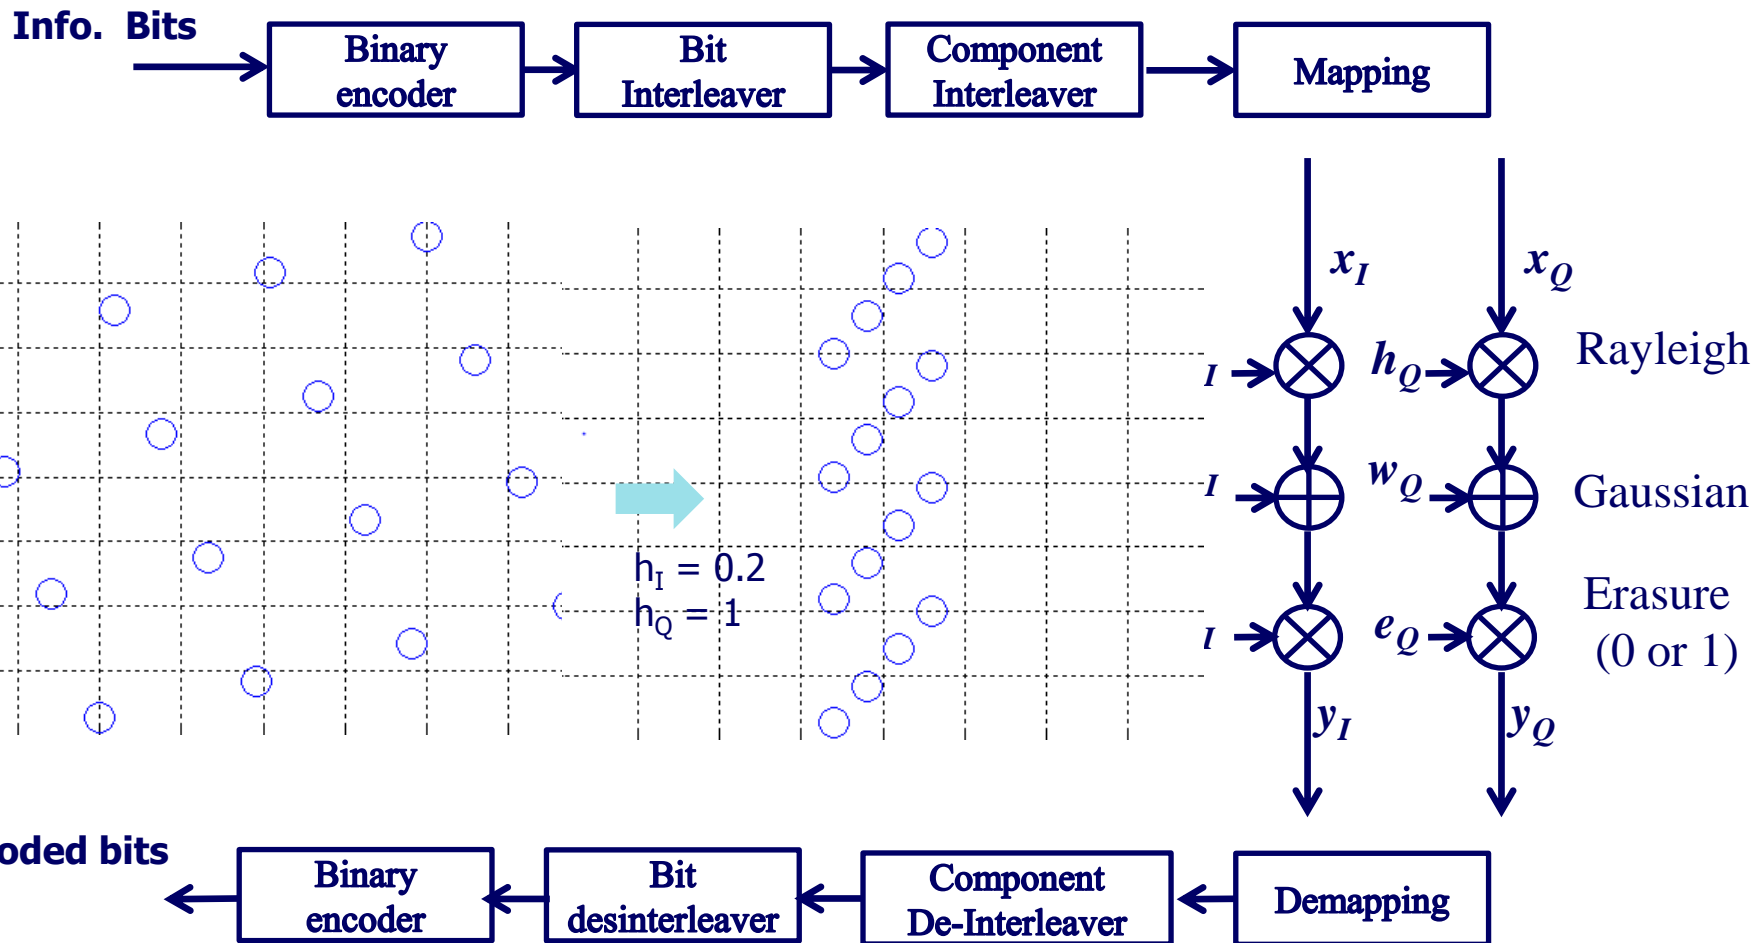 Info. Bits
Binary
encoder
Bit
Interleaver
Component
Interleaver
Mapping
x_I
x_Q
I
h_Q
Rayleigh
I
w_Q
Gaussian
h_I = 0.2
h_Q = 1
I
e_Q
Erasure
(0 or 1)
y_I
y_Q
oded bits
Binary
encoder
Bit
desinterleaver
Component
De-Interleaver
Demapping